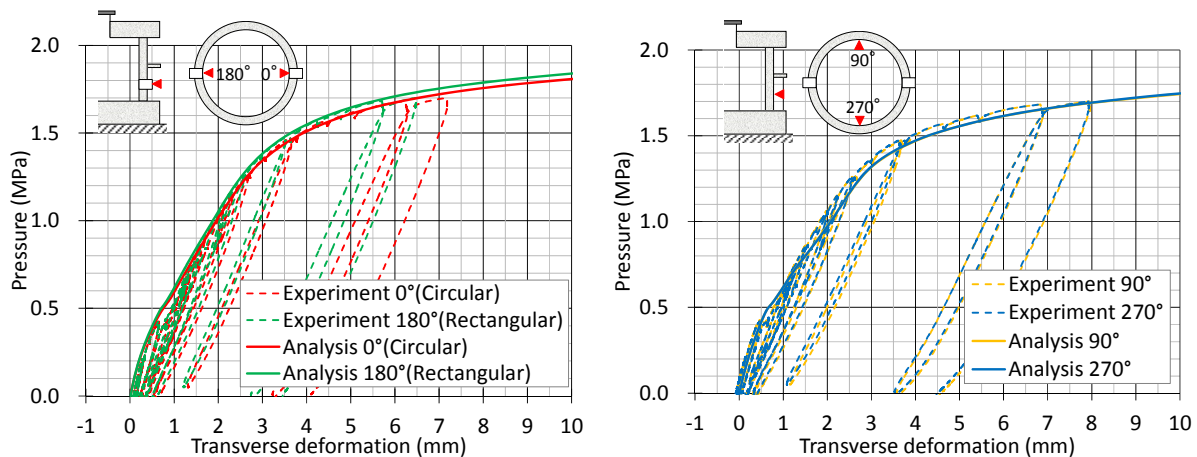 180° 0°
2.0
1.5
1.0
0.5
0.0
Pressure (MPa)
Experiment 0°(Circular)
Experiment 180°(Rectangular)
Analysis 0°(Circular)
Analysis 180°(Rectangular)
-1 0 1 2 3 4 5 6 7 8 9 10
Transverse deformation (mm)
90°
270°
2.0
1.5
1.0
0.5
0.0
Pressure (MPa)
Experiment 90°
Experiment 270°
Analysis 90°
Analysis 270°
-1 0 1 2 3 4 5 6 7 8 9 10
Transverse deformation (mm)